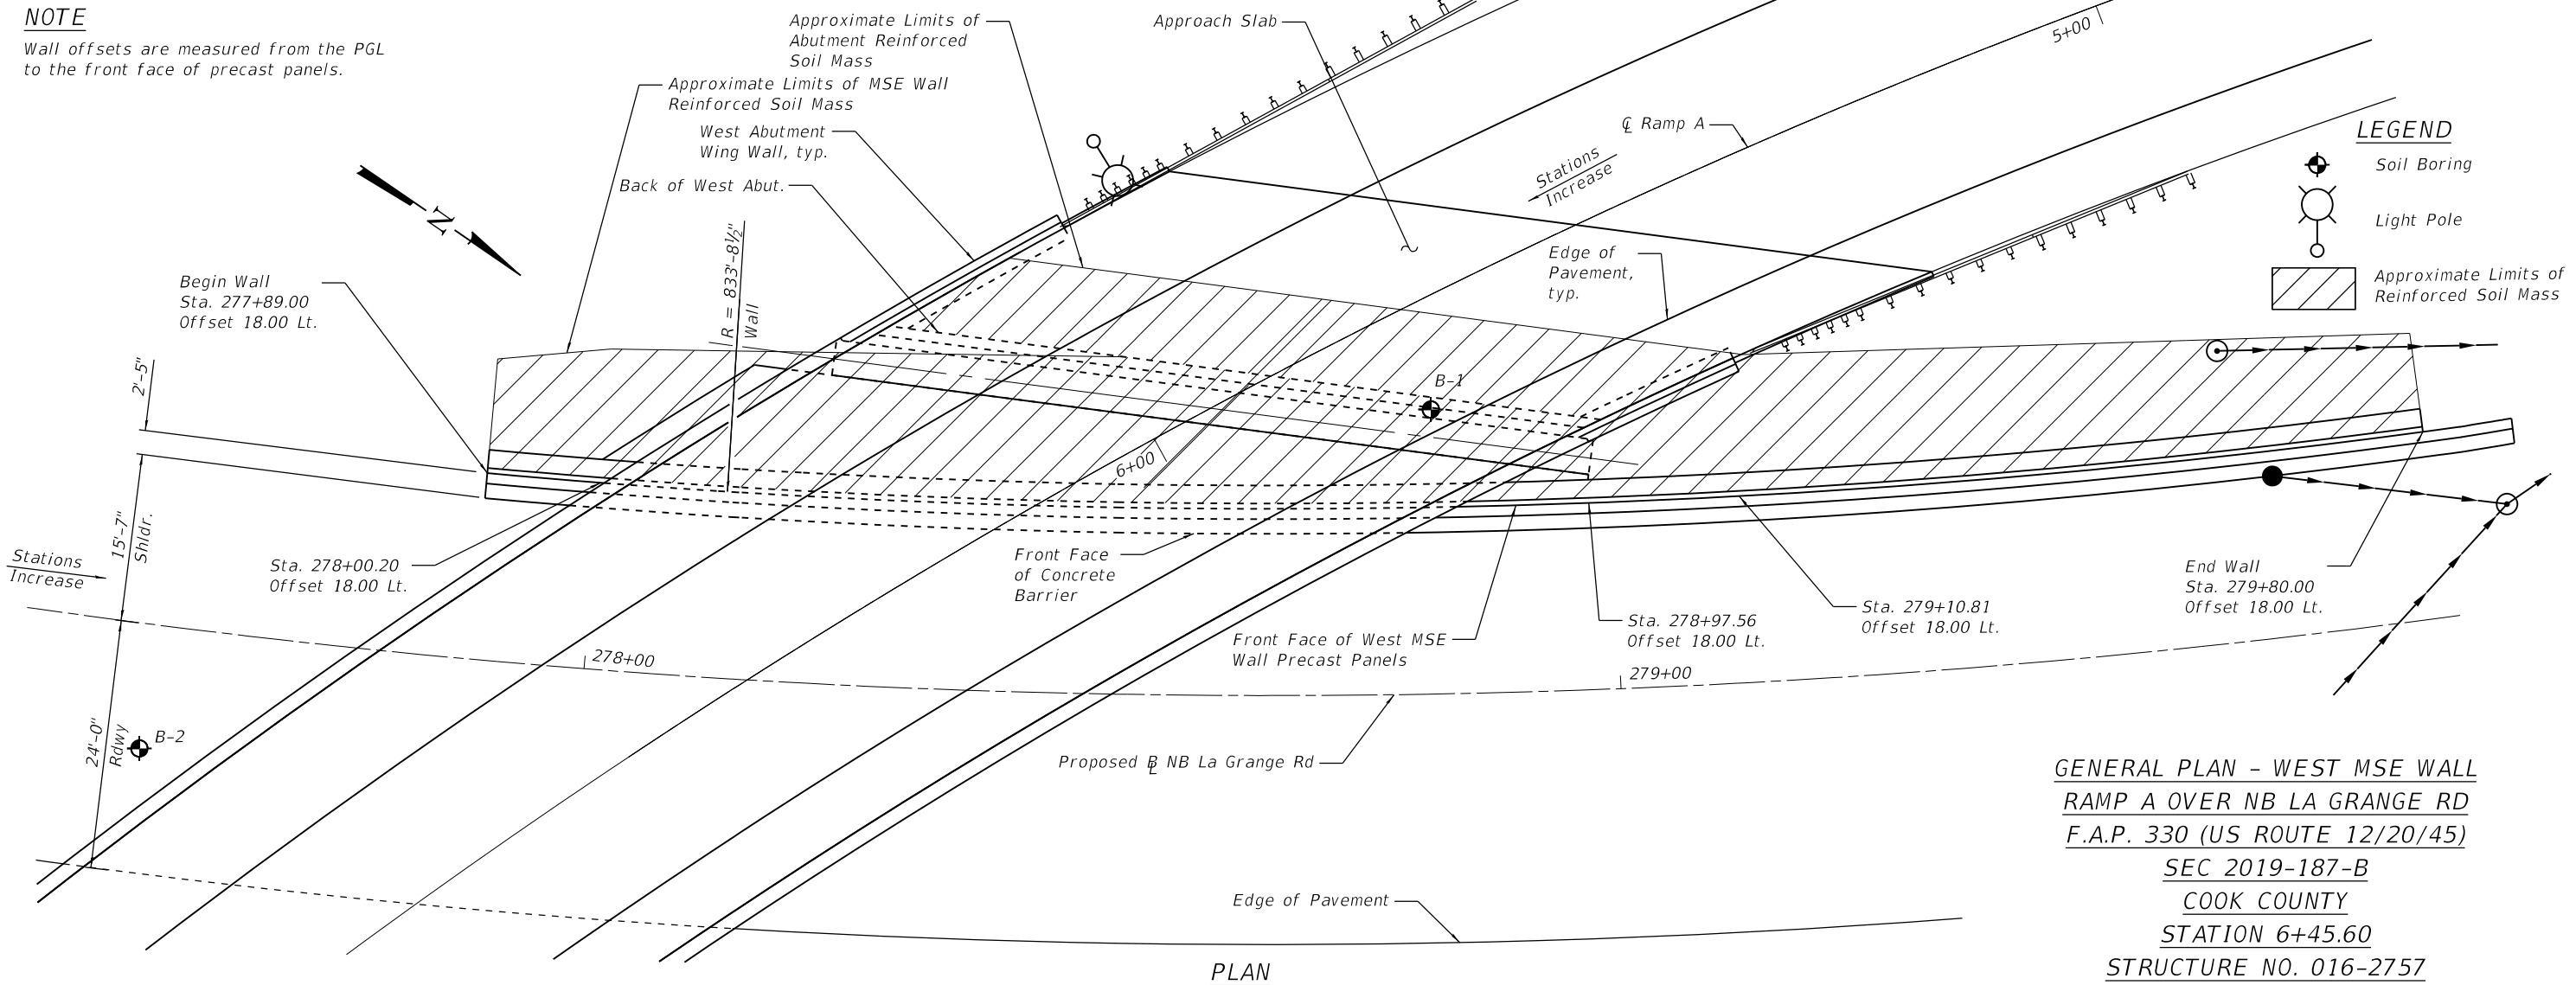 NOTE
Wall offsets are measured from the PGL
to the front face of precast panels.
Approximate Limits of
Abutment Reinforced
Soil Mass
Approach Slab
5+00
Approximate Limits of MSE Wall
Reinforced Soil Mass
West Abutment
Wing Wall, typ.
Back of West Abut.
℄ Ramp A
Stations
Increase
LEGEND
Soil Boring
Light Pole
Approximate Limits of
Reinforced Soil Mass
N
Begin Wall
Sta. 277+89.00
Offset 18.00 Lt.
R = 833'-8½"
Wall
Edge of
Pavement,
typ.
B-1
2'-5"
6+00
15'-7"
Shldr.
Stations
Increase
Sta. 278+00.20
Offset 18.00 Lt.
Front Face
of Concrete
Barrier
End Wall
Sta. 279+80.00
Offset 18.00 Lt.
Sta. 278+97.56
Offset 18.00 Lt.
Sta. 279+10.81
Offset 18.00 Lt.
Front Face of West MSE
Wall Precast Panels
278+00
279+00
24'-0"
Rdwy
B-2
Proposed BL NB La Grange Rd
Edge of Pavement
PLAN
GENERAL PLAN - WEST MSE WALL
RAMP A OVER NB LA GRANGE RD
F.A.P. 330 (US ROUTE 12/20/45)
SEC 2019-187-B
COOK COUNTY
STATION 6+45.60
STRUCTURE NO. 016-2757